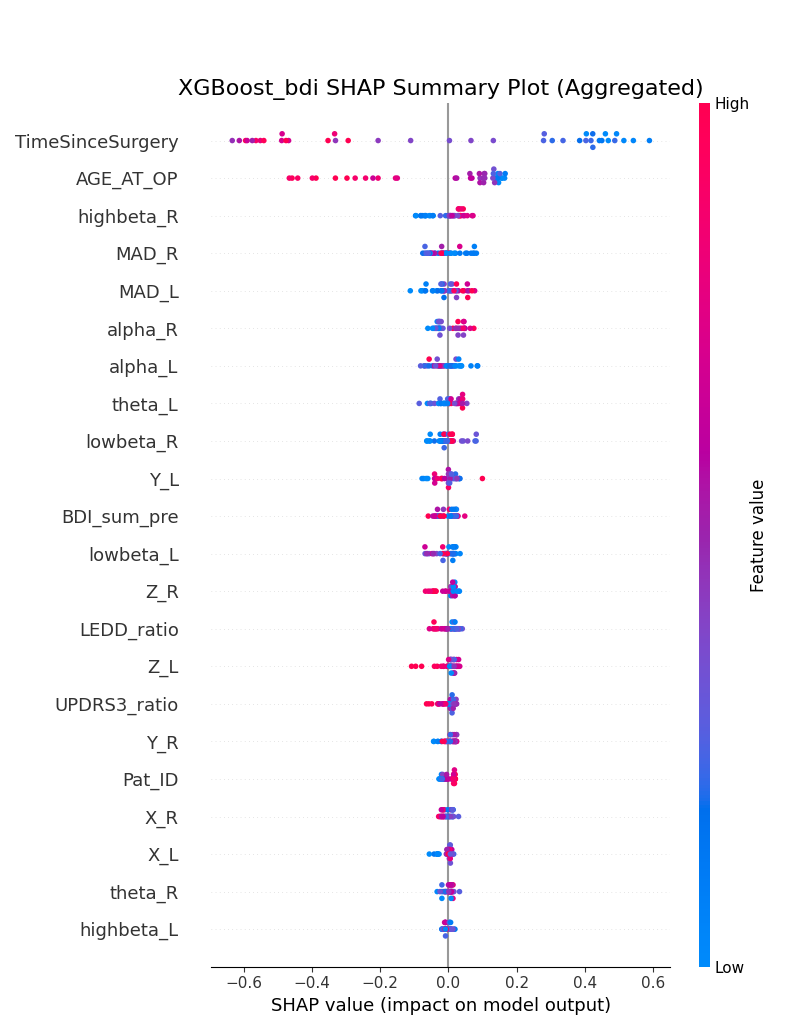 XGBoost_bdi SHAP Summary Plot (Aggregated)
High
TimeSinceSurgery
AGE_AT_OP
highbeta_R
MAD_R
MAD_L
alpha_R
alpha_L
theta_L
lowbeta_R
Y_L
BDI_sum_pre
lowbeta_L
Z_R
LEDD_ratio
Z_L
UPDRS3_ratio
Y_R
Pat_ID
X_R
X_L
theta_R
highbeta_L
Feature value
Low
−0.6 −0.4 −0.2 0.0 0.2 0.4 0.6
SHAP value (impact on model output)